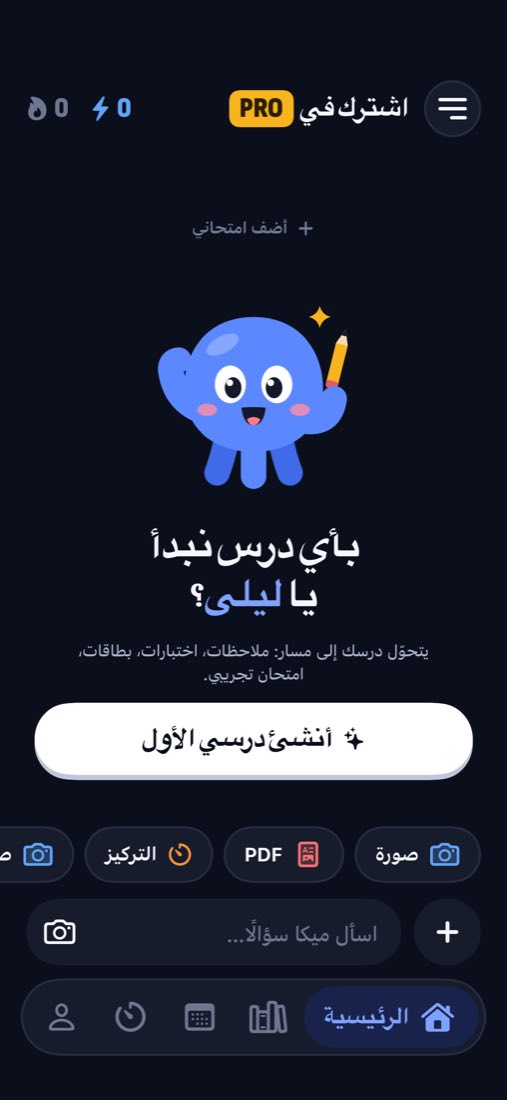 اشترك في PRO
0
0
أضف امتحاني
بأي درس نبدأ
يا ليلى؟
يتحوّل درسك إلى مسار: ملاحظات، اختبارات، بطاقات،
امتحان تجريبي.
أنشئ درسي الأول
صورة
PDF
التركيز
اسأل ميكا سؤالًا...
الرئيسية